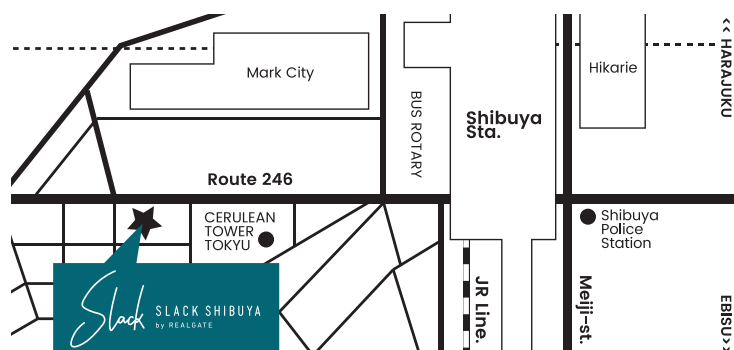 << HARAJUKU
Mark City
Hikarie
BUS ROTARY
Shibuya
Sta.
Route 246
CERULEAN
TOWER
TOKYU
Shibuya
Police
Station
JR Line.
Meiji-st.
EBISU>>
Slack
SLACK SHIBUYA
by REALGATE